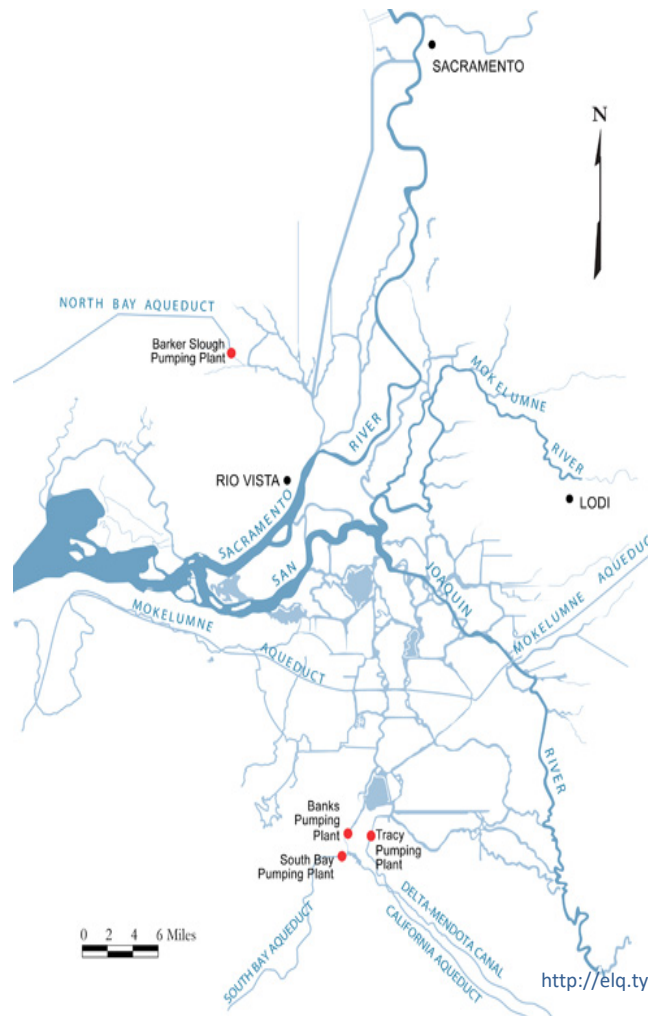 SACRAMENTO
N
NORTH BAY AQUEDUCT
Barker Slough
Pumping Plant
MOKELUMNE
RIVER
RIVER
RIO VISTA
LODI
SACRAMENTO
SAN
JOAQUIN
MOKELUMNE AQUEDUCT
MOKELUMNE
AQUEDUCT
RIVER
Banks
Pumping
Plant
Tracy
Pumping
Plant
South Bay
Pumping Plant
DELTA-MENDOTA CANAL
CALIFORNIA AQUEDUCT
SOUTH BAY AQUEDUCT
0 2 4 6 Miles
http://elq.ty